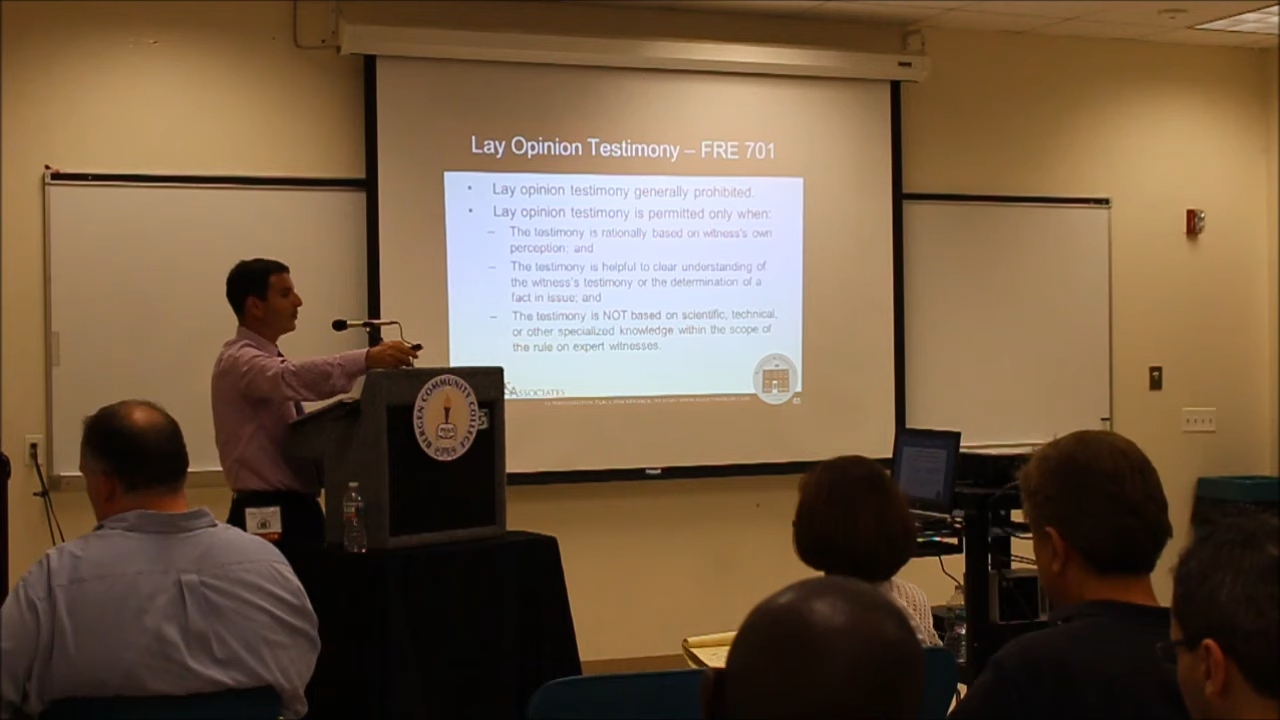 Lay Opinion Testimony – FRE 701
• Lay opinion testimony generally prohibited.
• Lay opinion testimony is permitted only when:
– The testimony is rationally based on witness's own
perception; and
– The testimony is helpful to clear understanding of
the witness's testimony or the determination of a
fact in issue; and
– The testimony is NOT based on scientific, technical,
or other specialized knowledge within the scope of
the rule on expert witnesses.
ASSOCIATES
BERGEN COMMUNITY COLLEGE